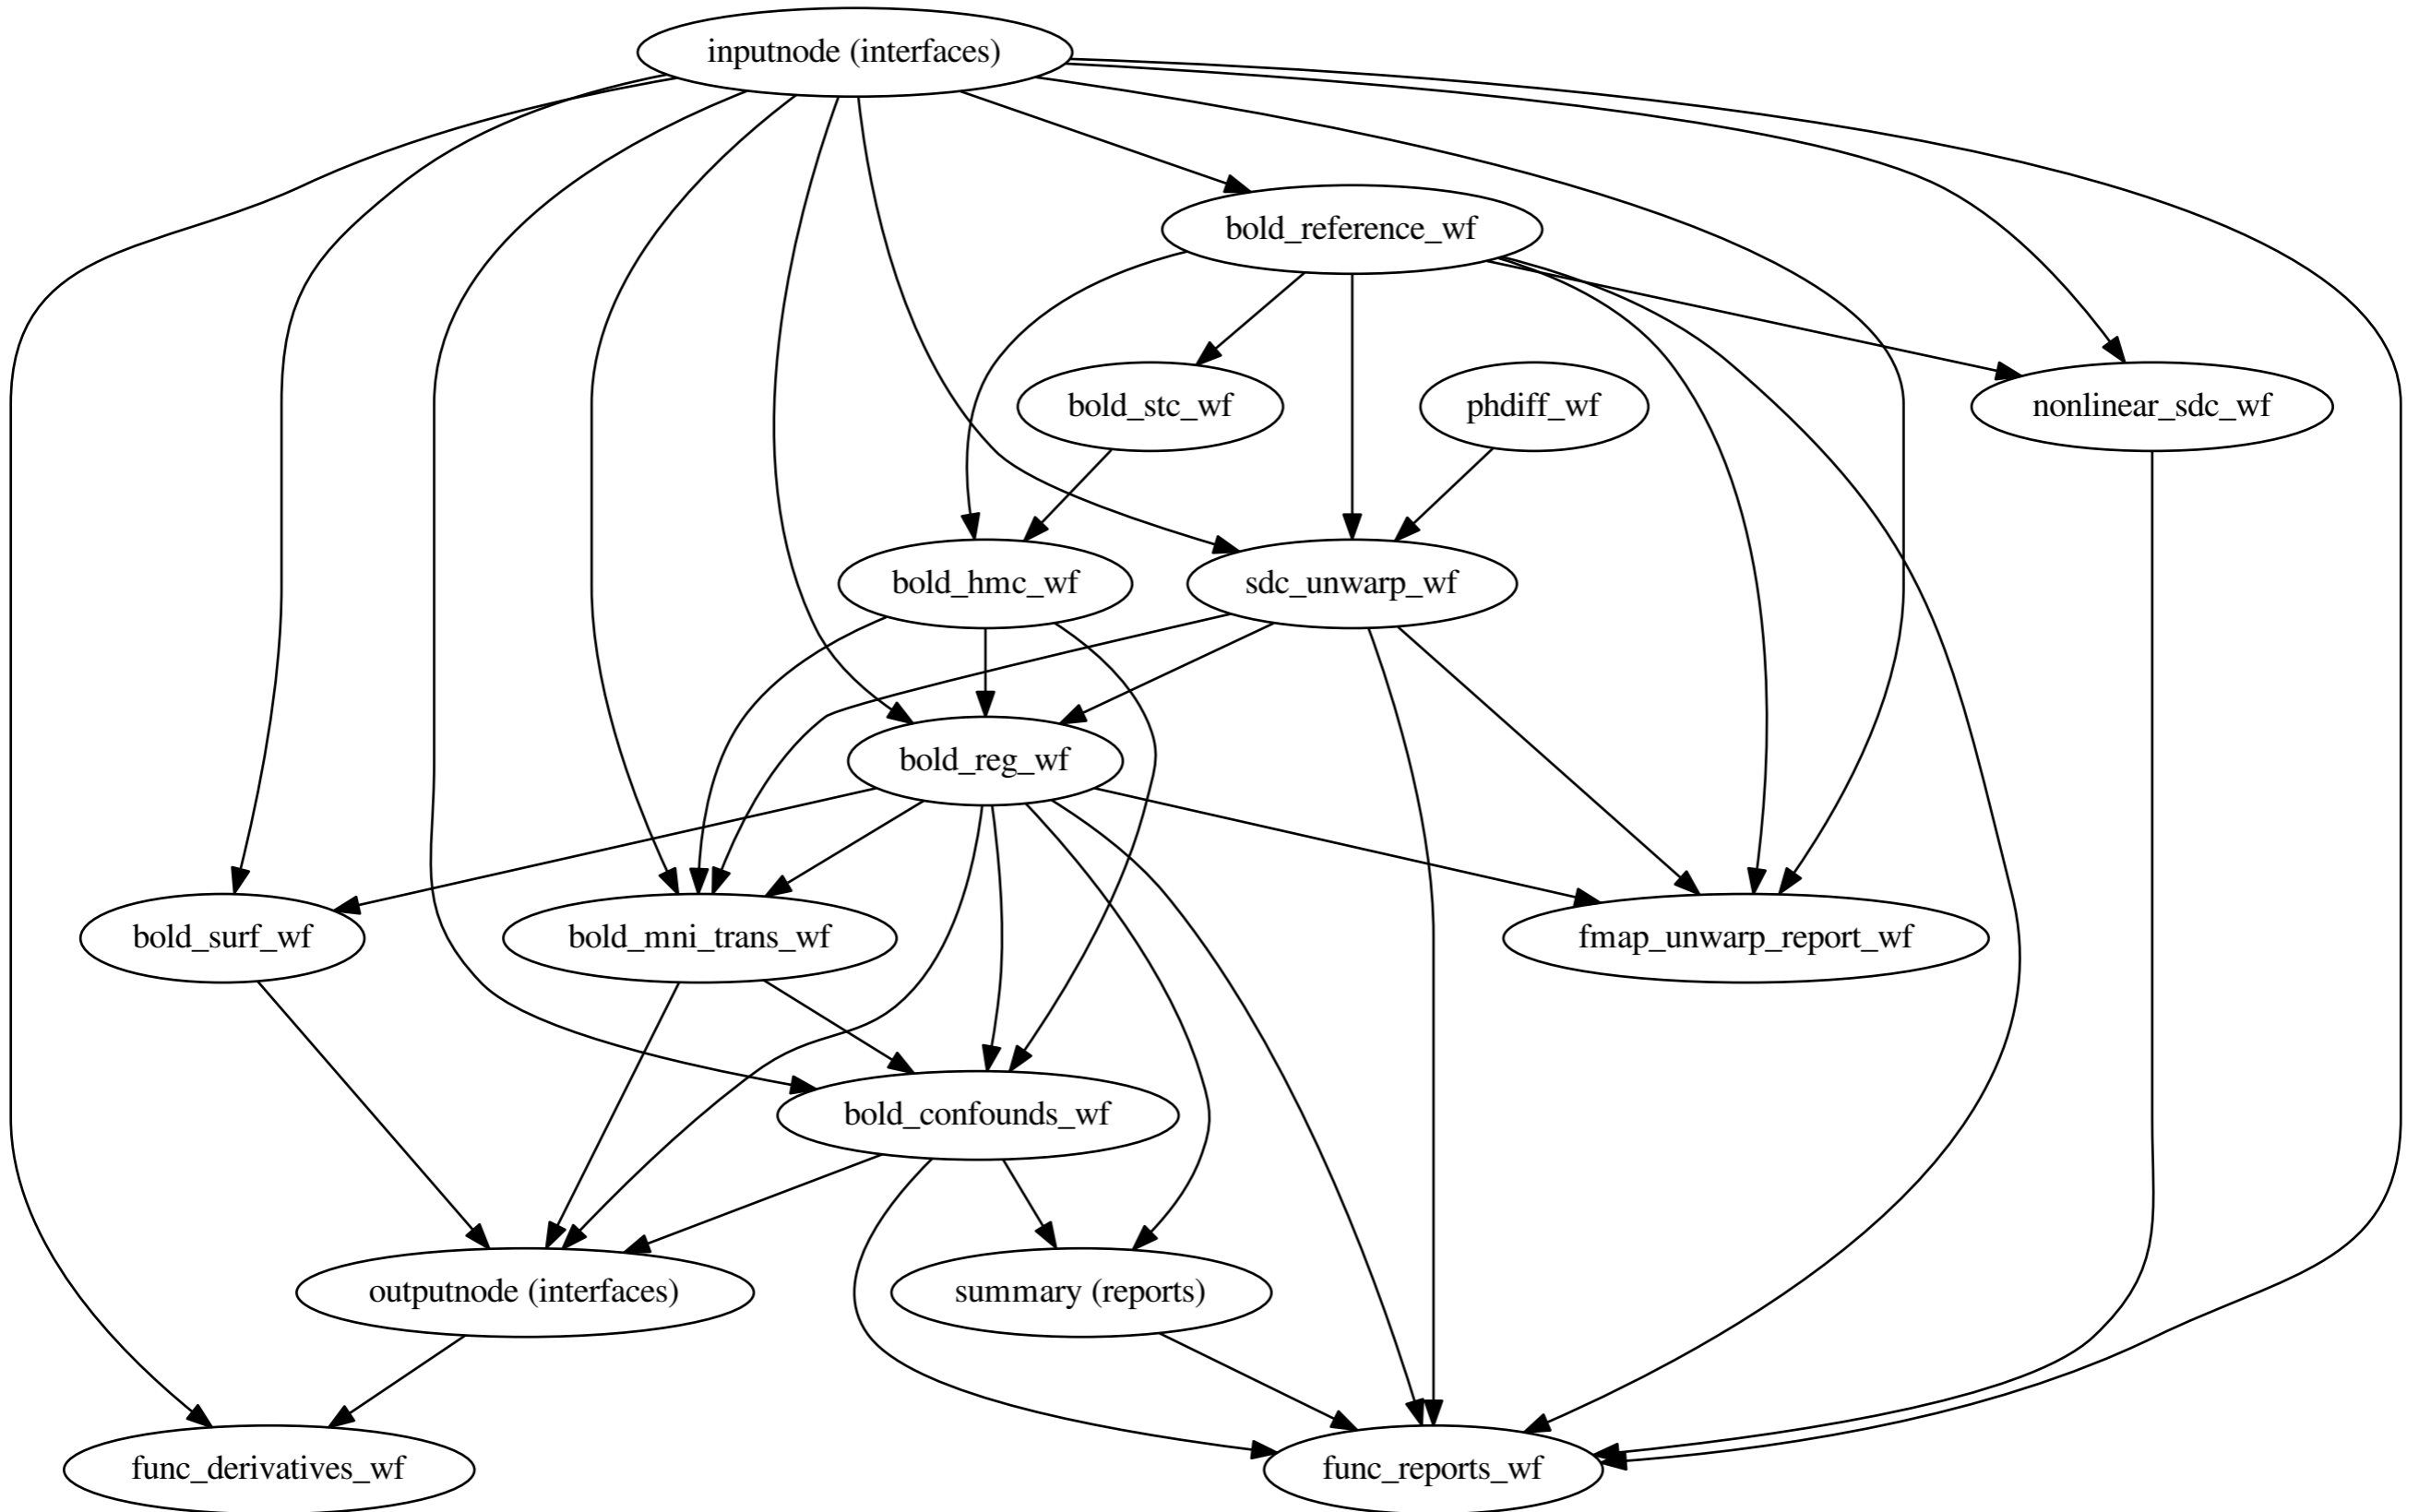 inputnode (interfaces)
bold_reference_wf
bold_stc_wf
phdiff_wf
nonlinear_sdc_wf
bold_hmc_wf
sdc_unwarp_wf
bold_reg_wf
bold_surf_wf
bold_mni_trans_wf
fmap_unwarp_report_wf
bold_confounds_wf
outputnode (interfaces)
summary (reports)
func_derivatives_wf
func_reports_wf